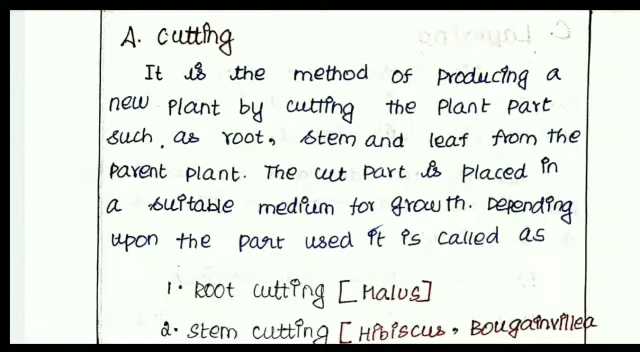 A. Cutting
It is the method of producing a
new plant by cutting the plant part
such as root, stem and leaf from the
parent plant. The cut part is placed in
a suitable medium for growth. Depending
upon the part used it is called as
1. Root cutting [Malus]
2. Stem cutting [Hibiscus, Bougainvillea